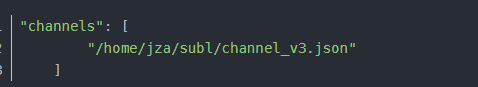 "channels": [
"/home/jza/subl/channel_v3.json"
]